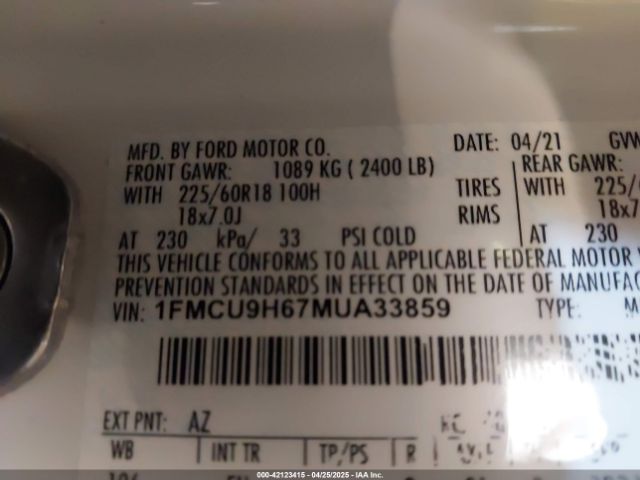 MFD. BY FORD MOTOR CO. DATE: 04/21 GVW
FRONT GAWR: 1089 KG ( 2400 LB) REAR GAWR:
WITH 225/60R18 100H TIRES WITH 225/
18x7.0J RIMS 18x7.
AT 230 kPa/ 33 PSI COLD AT 230
THIS VEHICLE CONFORMS TO ALL APPLICABLE FEDERAL MOTOR
PREVENTION STANDARDS IN EFFECT ON THE DATE OF MANUFAC
VIN: 1FMCU9H67MUA33859 TYPE: M
EXT PNT: AZ
WB INT TR TP/PS R
000-42123415 - 04/25/2025 - IAA Inc.